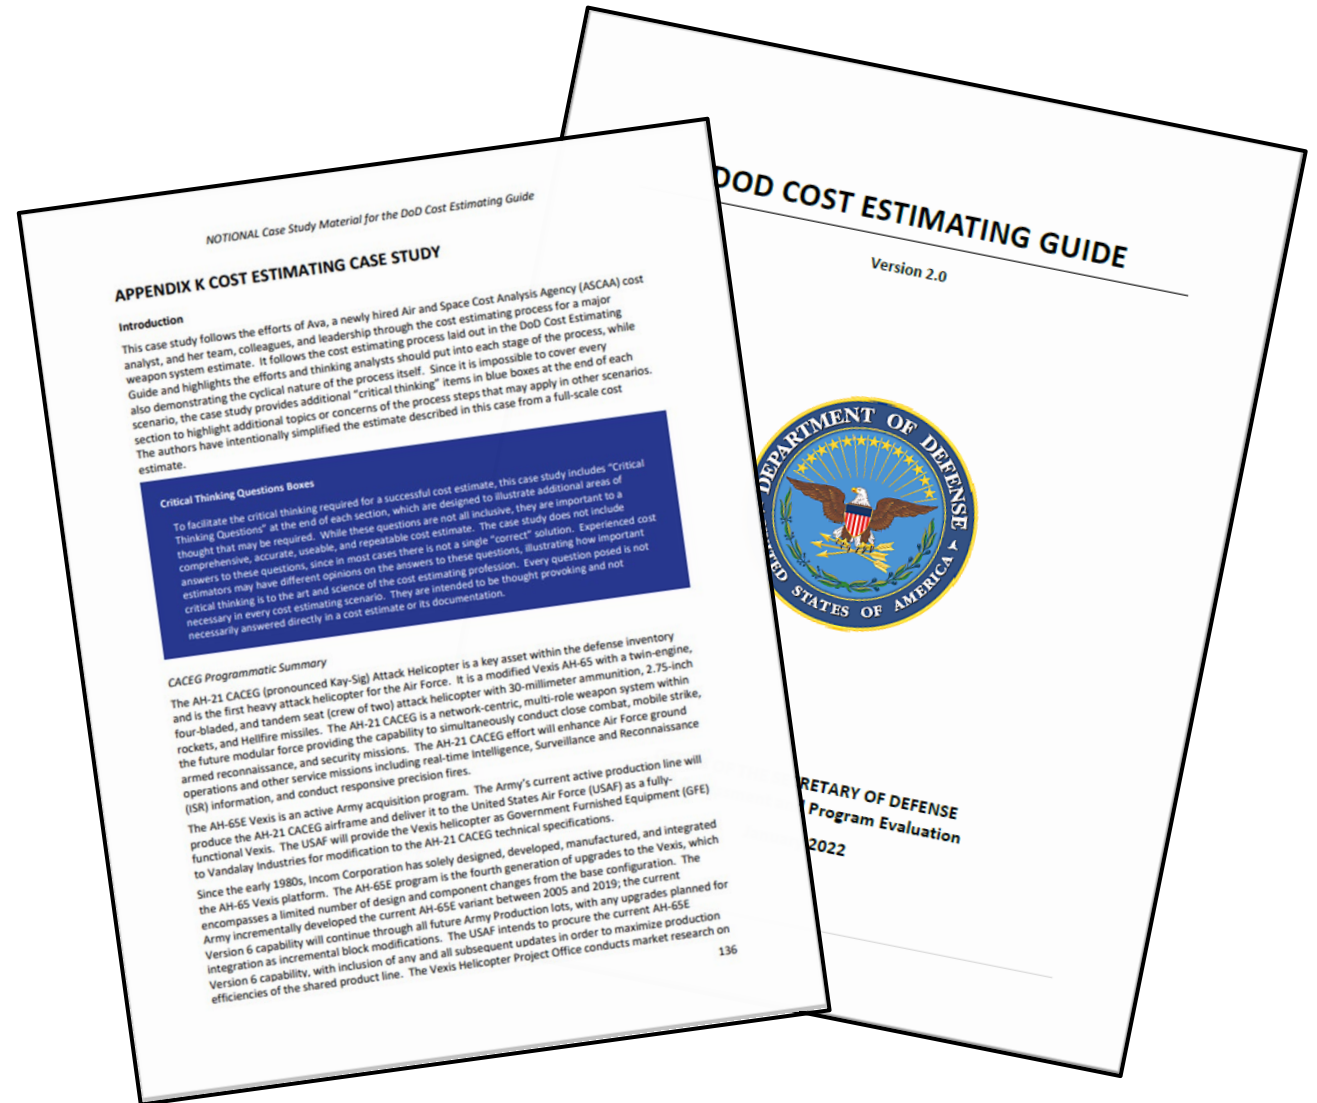 NOTIONAL Case Study Material for the DoD Cost Estimating Guide
APPENDIX K COST ESTIMATING CASE STUDY
Introduction
This case study follows the efforts of Ava, a newly hired Air and Space Cost Analysis Agency (ASCAA) cost
analyst, and her team, colleagues, and leadership through the cost estimating process for a major
weapon system estimate. It follows the cost estimating process laid out in the DoD Cost Estimating
Guide and highlights the efforts and thinking analysts should put into each stage of the process, while
also demonstrating the cyclical nature of the process itself. Since it is impossible to cover every
scenario, the case study provides additional "critical thinking" items in blue boxes at the end of each
section to highlight additional topics or concerns of the process steps that may apply in other scenarios.
The authors have intentionally simplified the estimate described in this case from a full-scale cost
estimate.
Critical Thinking Questions Boxes
To facilitate the critical thinking required for a successful cost estimate, this case study includes "Critical
Thinking Questions" at the end of each section, which are designed to illustrate additional areas of
thought that may be required. While these questions are not all inclusive, they are important to a
comprehensive, accurate, useable, and repeatable cost estimate. The case study does not include
answers to these questions, since in most cases there is not a single "correct" solution. Experienced cost
estimators may have different opinions on the answers to these questions, illustrating how important
critical thinking is to the art and science of the cost estimating profession. Every question posed is not
necessary in every cost estimating scenario. They are intended to be thought provoking and not
necessarily answered directly in a cost estimate or its documentation.
CACEG Programmatic Summary
The AH-21 CACEG (pronounced Kay-Sig) Attack Helicopter is a key asset within the defense inventory
and is the first heavy attack helicopter for the Air Force. It is a modified Vexis AH-65 with a twin-engine,
four-bladed, and tandem seat (crew of two) attack helicopter with 30-millimeter ammunition, 2.75-inch
rockets, and Hellfire missiles. The AH-21 CACEG is a network-centric, multi-role weapon system within
the future modular force providing the capability to simultaneously conduct close combat, mobile strike,
armed reconnaissance, and security missions. The AH-21 CACEG effort will enhance Air Force ground
operations and other service missions including real-time Intelligence, Surveillance and Reconnaissance
(ISR) information, and conduct responsive precision fires.
The AH-65E Vexis is an active Army acquisition program. The Army's current active production line will
produce the AH-21 CACEG airframe and deliver it to the United States Air Force (USAF) as a fully-
functional Vexis. The USAF will provide the Vexis helicopter as Government Furnished Equipment (GFE)
to Vandalay Industries for modification to the AH-21 CACEG technical specifications.
Since the early 1980s, Incom Corporation has solely designed, developed, manufactured, and integrated
the AH-65 Vexis platform. The AH-65E program is the fourth generation of upgrades to the Vexis, which
encompasses a limited number of design and component changes from the base configuration. The
Army incrementally developed the current AH-65E variant between 2005 and 2019; the current
Version 6 capability will continue through all future Army Production lots, with any upgrades planned for
integration as incremental block modifications. The USAF intends to procure the current AH-65E
Version 6 capability, with inclusion of any and all subsequent updates in order to maximize production
efficiencies of the shared product line. The Vexis Helicopter Project Office conducts market research on
136
DOD COST ESTIMATING GUIDE
Version 2.0
DEPARTMENT OF DEFENSE
STATES OF AMERICA
RETARY OF DEFENSE
Program Evaluation
2022